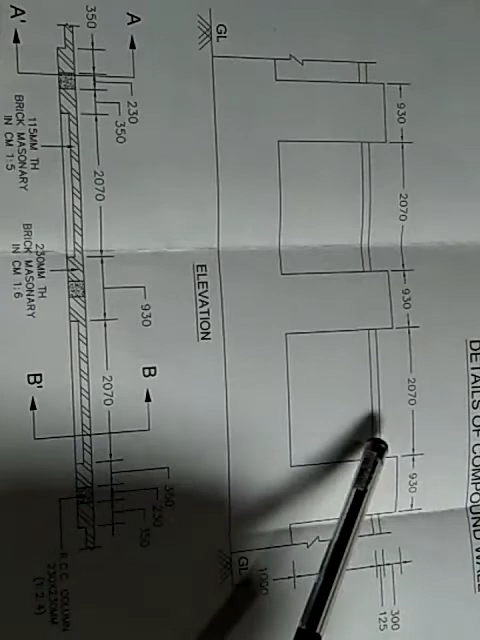 DETAILS OF COMPOUND WALL
930
2070
930
2070
930
300
125
1000
GL
GL
ELEVATION
A
A'
B
B'
350
230
350
2070
930
2070
350
230
350
115MM TH
BRICK MASONARY
IN CM 1:5
230MM TH
BRICK MASONARY
IN CM 1:6
R.C.C. COLUMN
230X230MM
(1:2:4)